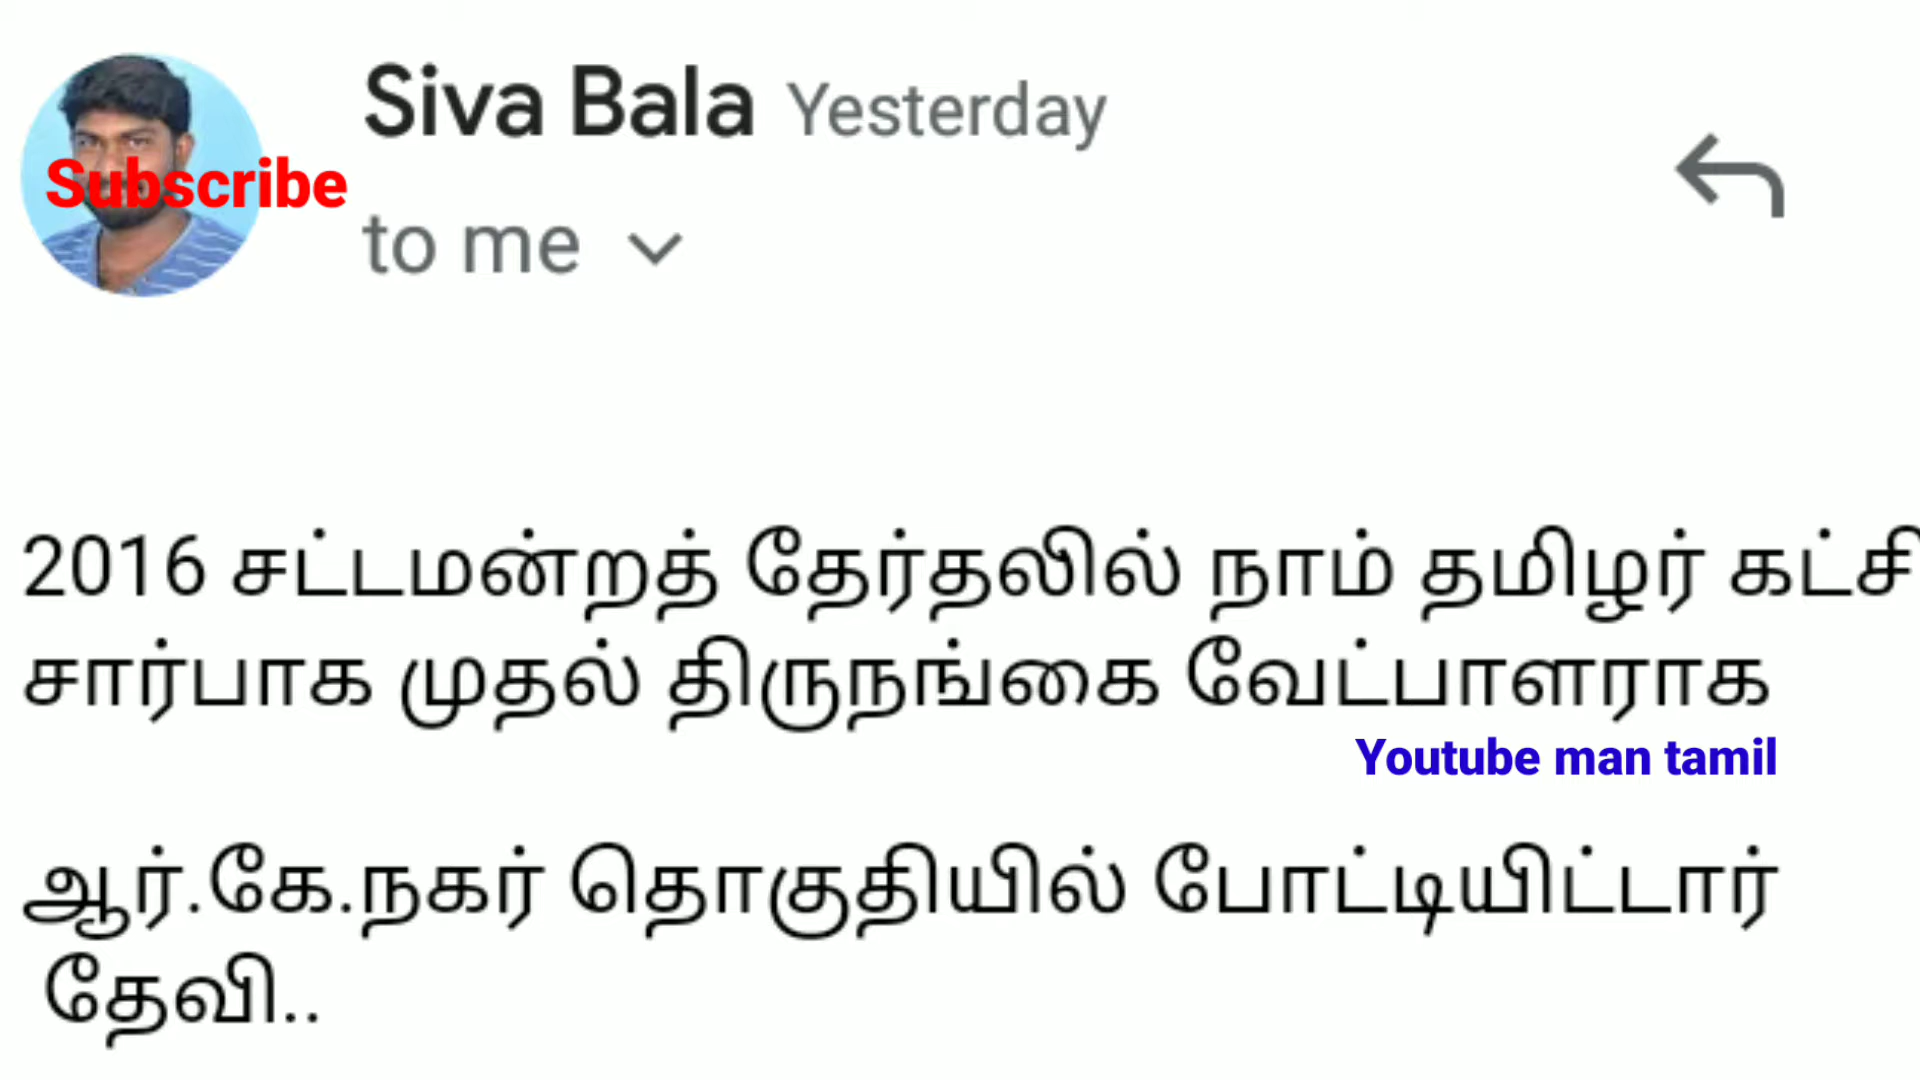 Siva Bala Yesterday
Subscribe
to me
2016 சட்டமன்றத் தேர்தலில் நாம் தமிழர் கட்சி
சார்பாக முதல் திருநங்கை வேட்பாளராக
Youtube man tamil
ஆர்.கே.நகர் தொகுதியில் போட்டியிட்டார்
தேவி..